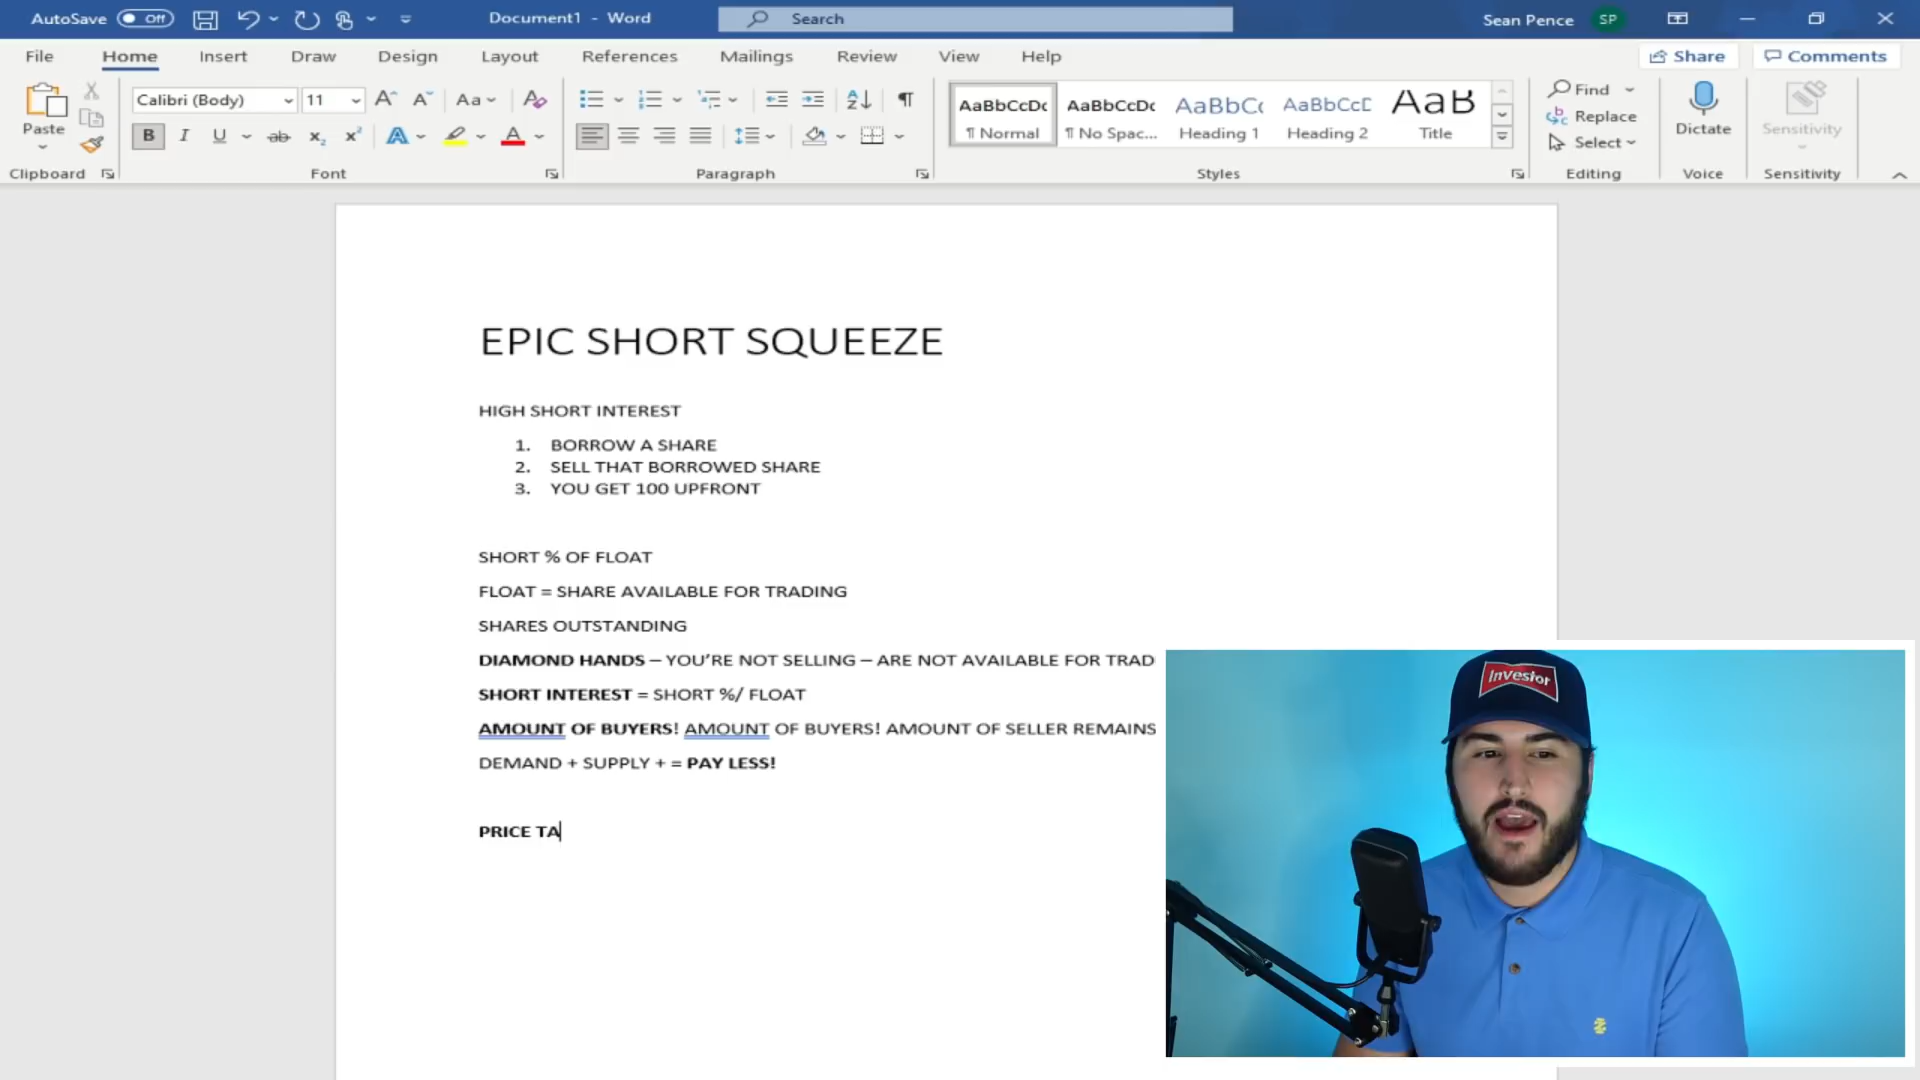 AutoSave Off Document1 - Word Search Sean Pence SP
File Home Insert Draw Design Layout References Mailings Review View Help Share Comments
Paste Calibri (Body) 11 Aa AaBbCcDc AaBbCcDc AaBbCc AaBbCcD AaB Find Replace Select Dictate Sensitivity
¶ Normal ¶ No Spac... Heading 1 Heading 2 Title
Clipboard Font Paragraph Styles Editing Voice Sensitivity
EPIC SHORT SQUEEZE
HIGH SHORT INTEREST
1. BORROW A SHARE
2. SELL THAT BORROWED SHARE
3. YOU GET 100 UPFRONT
SHORT % OF FLOAT
FLOAT = SHARE AVAILABLE FOR TRADING
SHARES OUTSTANDING
DIAMOND HANDS – YOU’RE NOT SELLING – ARE NOT AVAILABLE FOR TRAD
SHORT INTEREST = SHORT %/ FLOAT
AMOUNT OF BUYERS! AMOUNT OF BUYERS! AMOUNT OF SELLER REMAINS
DEMAND + SUPPLY + = PAY LESS!
PRICE TA
Investor